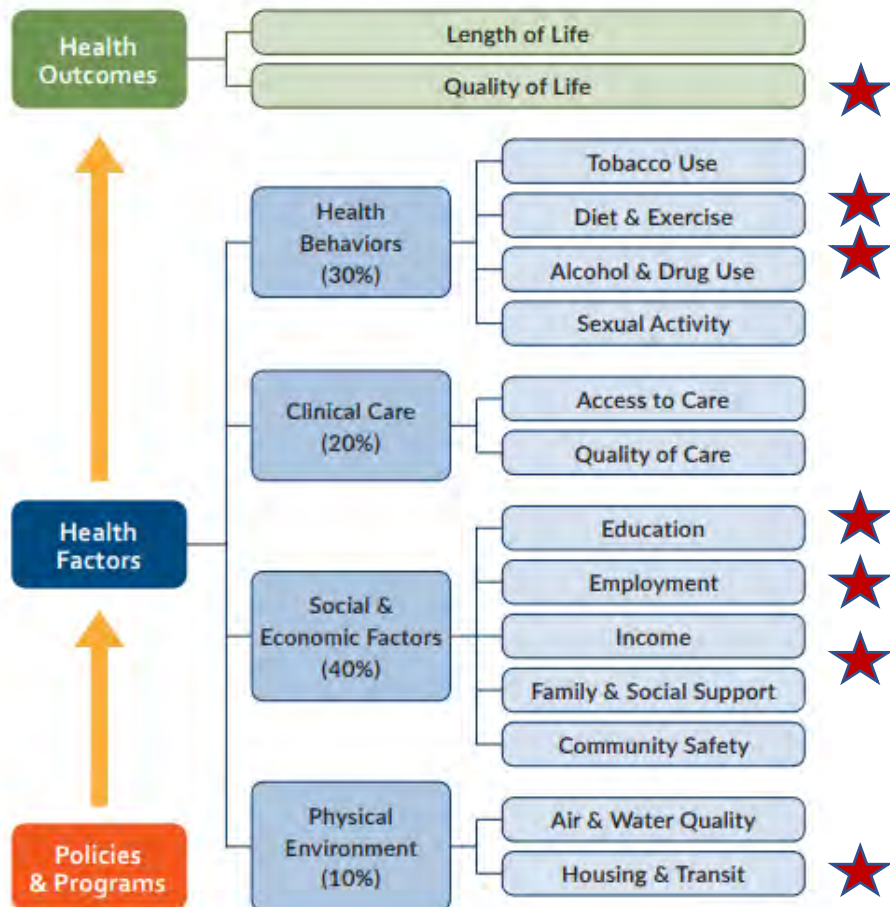 Health
Outcomes
Length of Life
Quality of Life
Health
Behaviors
(30%)
Tobacco Use
Diet & Exercise
Alcohol & Drug Use
Sexual Activity
Clinical Care
(20%)
Access to Care
Quality of Care
Health
Factors
Social &
Economic Factors
(40%)
Education
Employment
Income
Family & Social Support
Community Safety
Physical
Environment
(10%)
Air & Water Quality
Housing & Transit
Policies
& Programs